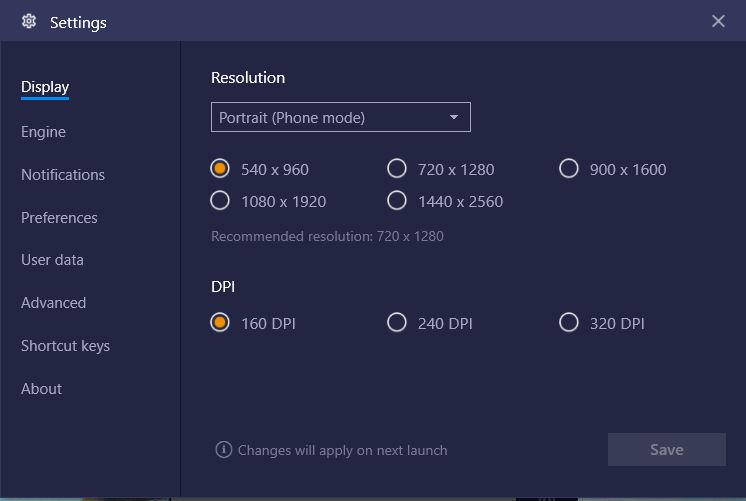 Settings
Display
Engine
Notifications
Preferences
User data
Advanced
Shortcut keys
About
Resolution
Portrait (Phone mode)
540 x 960 720 x 1280 900 x 1600
1080 x 1920 1440 x 2560
Recommended resolution: 720 x 1280
DPI
160 DPI 240 DPI 320 DPI
Changes will apply on next launch
Save